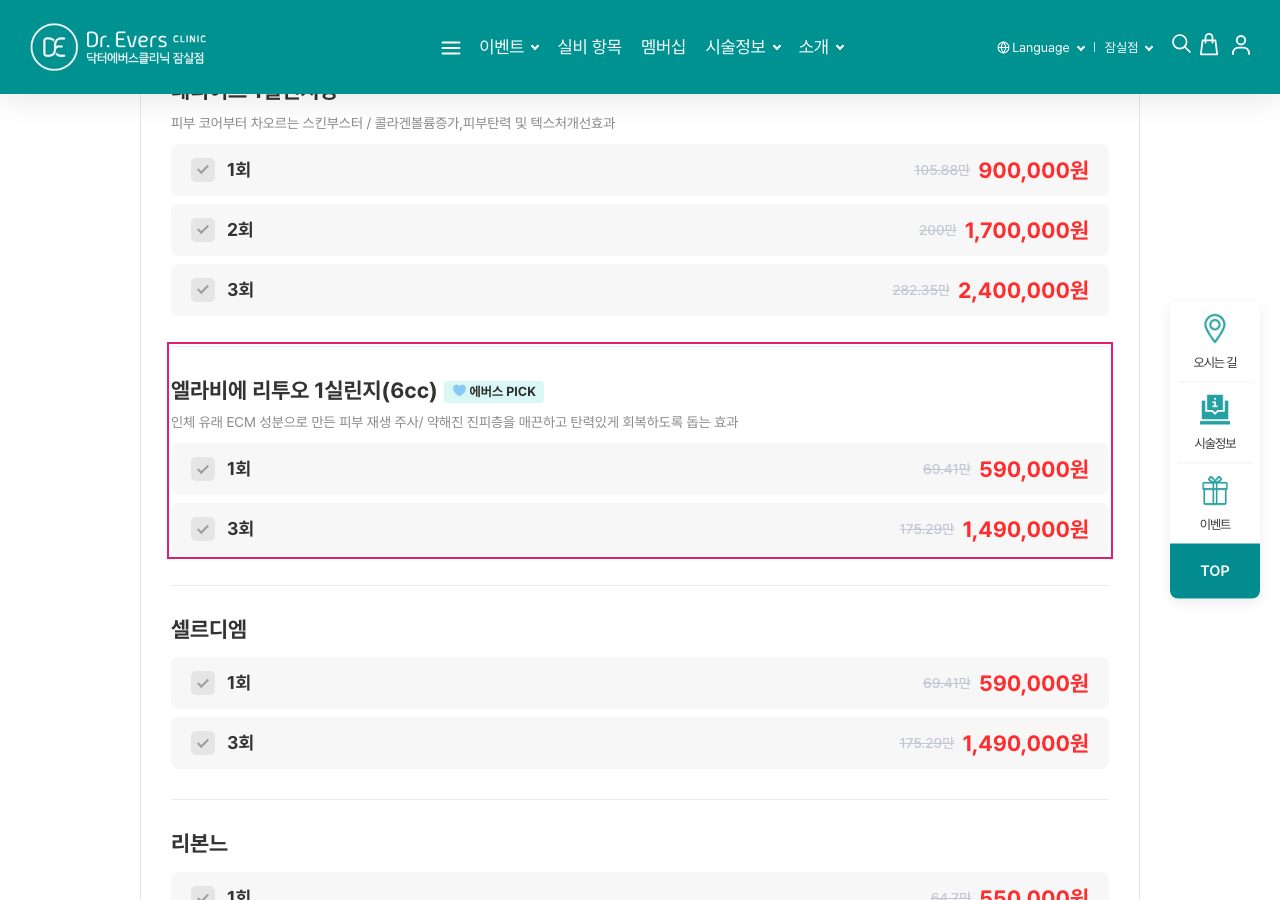 Dr. Evers CLINIC
닥터에버스클리닉 잠실점
이벤트
실비 항목
멤버십
시술정보
소개
Language
잠실점
피부 코어부터 차오르는 스킨부스터 / 콜라겐볼륨증가,피부탄력 및 텍스처개선효과
1회 105.88만 900,000원
2회 200만 1,700,000원
3회 282.35만 2,400,000원
엘라비에 리투오 1실린지(6cc) 에버스 PICK
인체 유래 ECM 성분으로 만든 피부 재생 주사/ 약해진 진피층을 매끈하고 탄력있게 회복하도록 돕는 효과
1회 69.41만 590,000원
3회 175.29만 1,490,000원
셀르디엠
1회 69.41만 590,000원
3회 175.29만 1,490,000원
리본느
1회 64.7만 550,000원
오시는 길
시술정보
이벤트
TOP